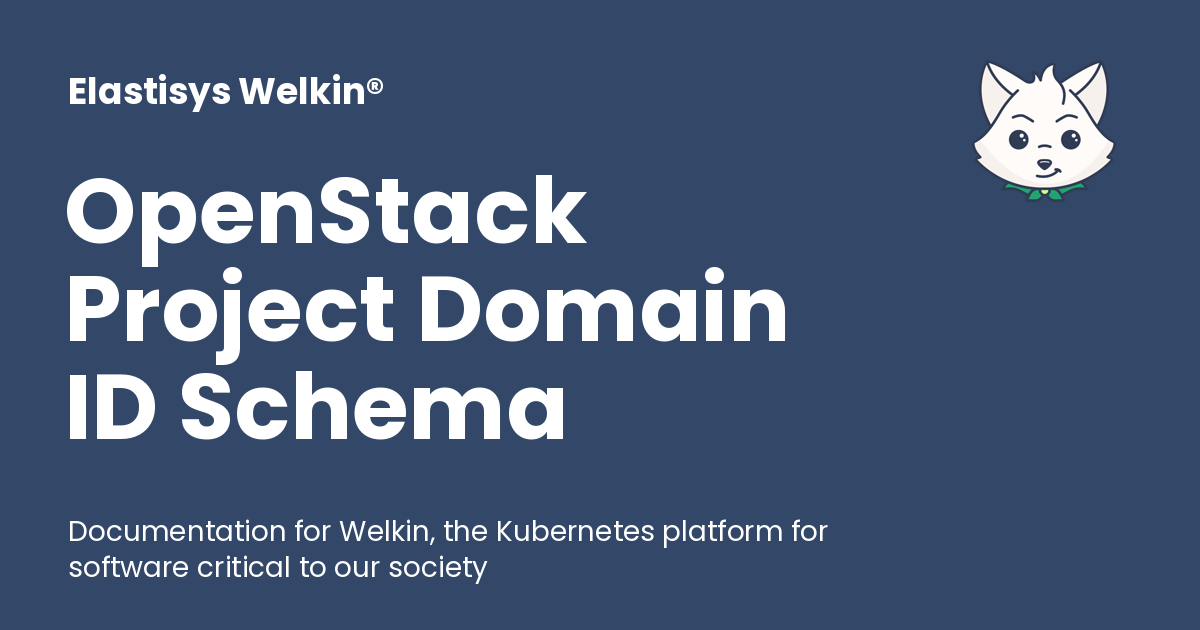 Elastisys Welkin®
OpenStack
Project Domain
ID Schema
Documentation for Welkin, the Kubernetes platform for
software critical to our society